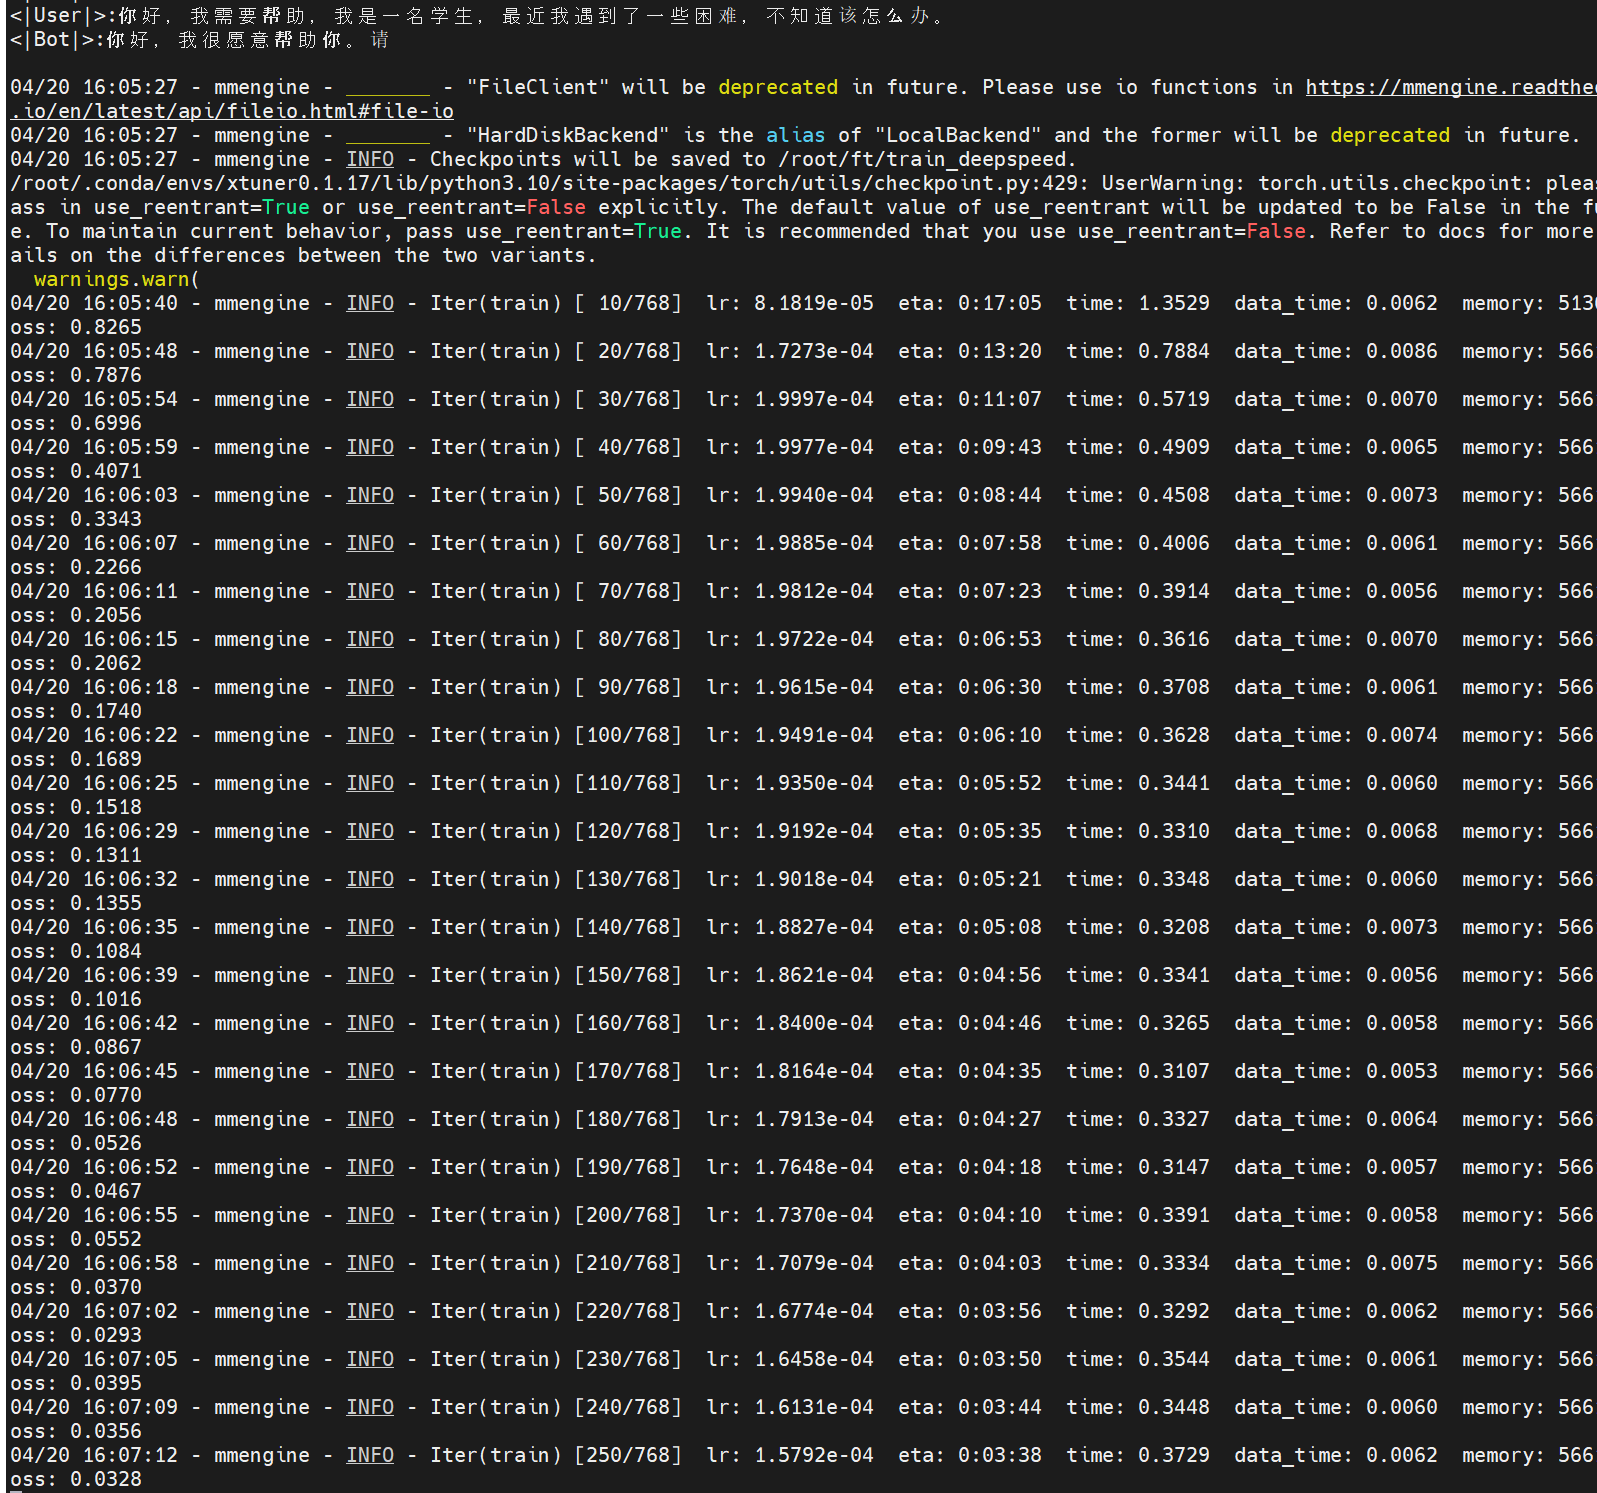 <|User|>:你好，我需要帮助，我是一名学生，最近我遇到了一些困难，不知道该怎么办。
<|Bot|>:你好，我很愿意帮助你。请
04/20 16:05:27 - mmengine - _______ - "FileClient" will be deprecated in future. Please use io functions in https://mmengine.readthe
.io/en/latest/api/fileio.html#file-io
04/20 16:05:27 - mmengine - _______ - "HardDiskBackend" is the alias of "LocalBackend" and the former will be deprecated in future.
04/20 16:05:27 - mmengine - INFO - Checkpoints will be saved to /root/ft/train_deepspeed.
/root/.conda/envs/xtuner0.1.17/lib/python3.10/site-packages/torch/utils/checkpoint.py:429: UserWarning: torch.utils.checkpoint: plea
ass in use_reentrant=True or use_reentrant=False explicitly. The default value of use_reentrant will be updated to be False in the fu
e. To maintain current behavior, pass use_reentrant=True. It is recommended that you use use_reentrant=False. Refer to docs for more
ails on the differences between the two variants.
warnings.warn(
04/20 16:05:40 - mmengine - INFO - Iter(train) [ 10/768] lr: 8.1819e-05 eta: 0:17:05 time: 1.3529 data_time: 0.0062 memory: 513
oss: 0.8265
04/20 16:05:48 - mmengine - INFO - Iter(train) [ 20/768] lr: 1.7273e-04 eta: 0:13:20 time: 0.7884 data_time: 0.0086 memory: 566
oss: 0.7876
04/20 16:05:54 - mmengine - INFO - Iter(train) [ 30/768] lr: 1.9997e-04 eta: 0:11:07 time: 0.5719 data_time: 0.0070 memory: 566
oss: 0.6996
04/20 16:05:59 - mmengine - INFO - Iter(train) [ 40/768] lr: 1.9977e-04 eta: 0:09:43 time: 0.4909 data_time: 0.0065 memory: 566
oss: 0.4071
04/20 16:06:03 - mmengine - INFO - Iter(train) [ 50/768] lr: 1.9940e-04 eta: 0:08:44 time: 0.4508 data_time: 0.0073 memory: 566
oss: 0.3343
04/20 16:06:07 - mmengine - INFO - Iter(train) [ 60/768] lr: 1.9885e-04 eta: 0:07:58 time: 0.4006 data_time: 0.0061 memory: 566
oss: 0.2266
04/20 16:06:11 - mmengine - INFO - Iter(train) [ 70/768] lr: 1.9812e-04 eta: 0:07:23 time: 0.3914 data_time: 0.0056 memory: 566
oss: 0.2056
04/20 16:06:15 - mmengine - INFO - Iter(train) [ 80/768] lr: 1.9722e-04 eta: 0:06:53 time: 0.3616 data_time: 0.0070 memory: 566
oss: 0.2062
04/20 16:06:18 - mmengine - INFO - Iter(train) [ 90/768] lr: 1.9615e-04 eta: 0:06:30 time: 0.3708 data_time: 0.0061 memory: 566
oss: 0.1740
04/20 16:06:22 - mmengine - INFO - Iter(train) [100/768] lr: 1.9491e-04 eta: 0:06:10 time: 0.3628 data_time: 0.0074 memory: 566
oss: 0.1689
04/20 16:06:25 - mmengine - INFO - Iter(train) [110/768] lr: 1.9350e-04 eta: 0:05:52 time: 0.3441 data_time: 0.0060 memory: 566
oss: 0.1518
04/20 16:06:29 - mmengine - INFO - Iter(train) [120/768] lr: 1.9192e-04 eta: 0:05:35 time: 0.3310 data_time: 0.0068 memory: 566
oss: 0.1311
04/20 16:06:32 - mmengine - INFO - Iter(train) [130/768] lr: 1.9018e-04 eta: 0:05:21 time: 0.3348 data_time: 0.0060 memory: 566
oss: 0.1355
04/20 16:06:35 - mmengine - INFO - Iter(train) [140/768] lr: 1.8827e-04 eta: 0:05:08 time: 0.3208 data_time: 0.0073 memory: 566
oss: 0.1084
04/20 16:06:39 - mmengine - INFO - Iter(train) [150/768] lr: 1.8621e-04 eta: 0:04:56 time: 0.3341 data_time: 0.0056 memory: 566
oss: 0.1016
04/20 16:06:42 - mmengine - INFO - Iter(train) [160/768] lr: 1.8400e-04 eta: 0:04:46 time: 0.3265 data_time: 0.0058 memory: 566
oss: 0.0867
04/20 16:06:45 - mmengine - INFO - Iter(train) [170/768] lr: 1.8164e-04 eta: 0:04:35 time: 0.3107 data_time: 0.0053 memory: 566
oss: 0.0770
04/20 16:06:48 - mmengine - INFO - Iter(train) [180/768] lr: 1.7913e-04 eta: 0:04:27 time: 0.3327 data_time: 0.0064 memory: 566
oss: 0.0526
04/20 16:06:52 - mmengine - INFO - Iter(train) [190/768] lr: 1.7648e-04 eta: 0:04:18 time: 0.3147 data_time: 0.0057 memory: 566
oss: 0.0467
04/20 16:06:55 - mmengine - INFO - Iter(train) [200/768] lr: 1.7370e-04 eta: 0:04:10 time: 0.3391 data_time: 0.0058 memory: 566
oss: 0.0552
04/20 16:06:58 - mmengine - INFO - Iter(train) [210/768] lr: 1.7079e-04 eta: 0:04:03 time: 0.3334 data_time: 0.0075 memory: 566
oss: 0.0370
04/20 16:07:02 - mmengine - INFO - Iter(train) [220/768] lr: 1.6774e-04 eta: 0:03:56 time: 0.3292 data_time: 0.0062 memory: 566
oss: 0.0293
04/20 16:07:05 - mmengine - INFO - Iter(train) [230/768] lr: 1.6458e-04 eta: 0:03:50 time: 0.3544 data_time: 0.0061 memory: 566
oss: 0.0395
04/20 16:07:09 - mmengine - INFO - Iter(train) [240/768] lr: 1.6131e-04 eta: 0:03:44 time: 0.3448 data_time: 0.0060 memory: 566
oss: 0.0356
04/20 16:07:12 - mmengine - INFO - Iter(train) [250/768] lr: 1.5792e-04 eta: 0:03:38 time: 0.3729 data_time: 0.0062 memory: 566
oss: 0.0328